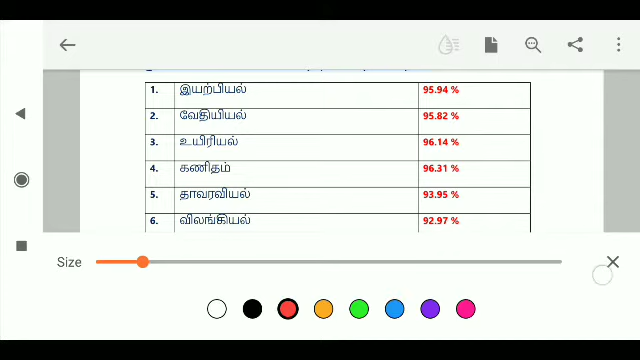 1. இயற்பியல் 95.94 %
2. வேதியியல் 95.82 %
3. உயிரியல் 96.14 %
4. கணிதம் 96.31 %
5. தாவரவியல் 93.95 %
6. விலங்கியல் 92.97 %
Size